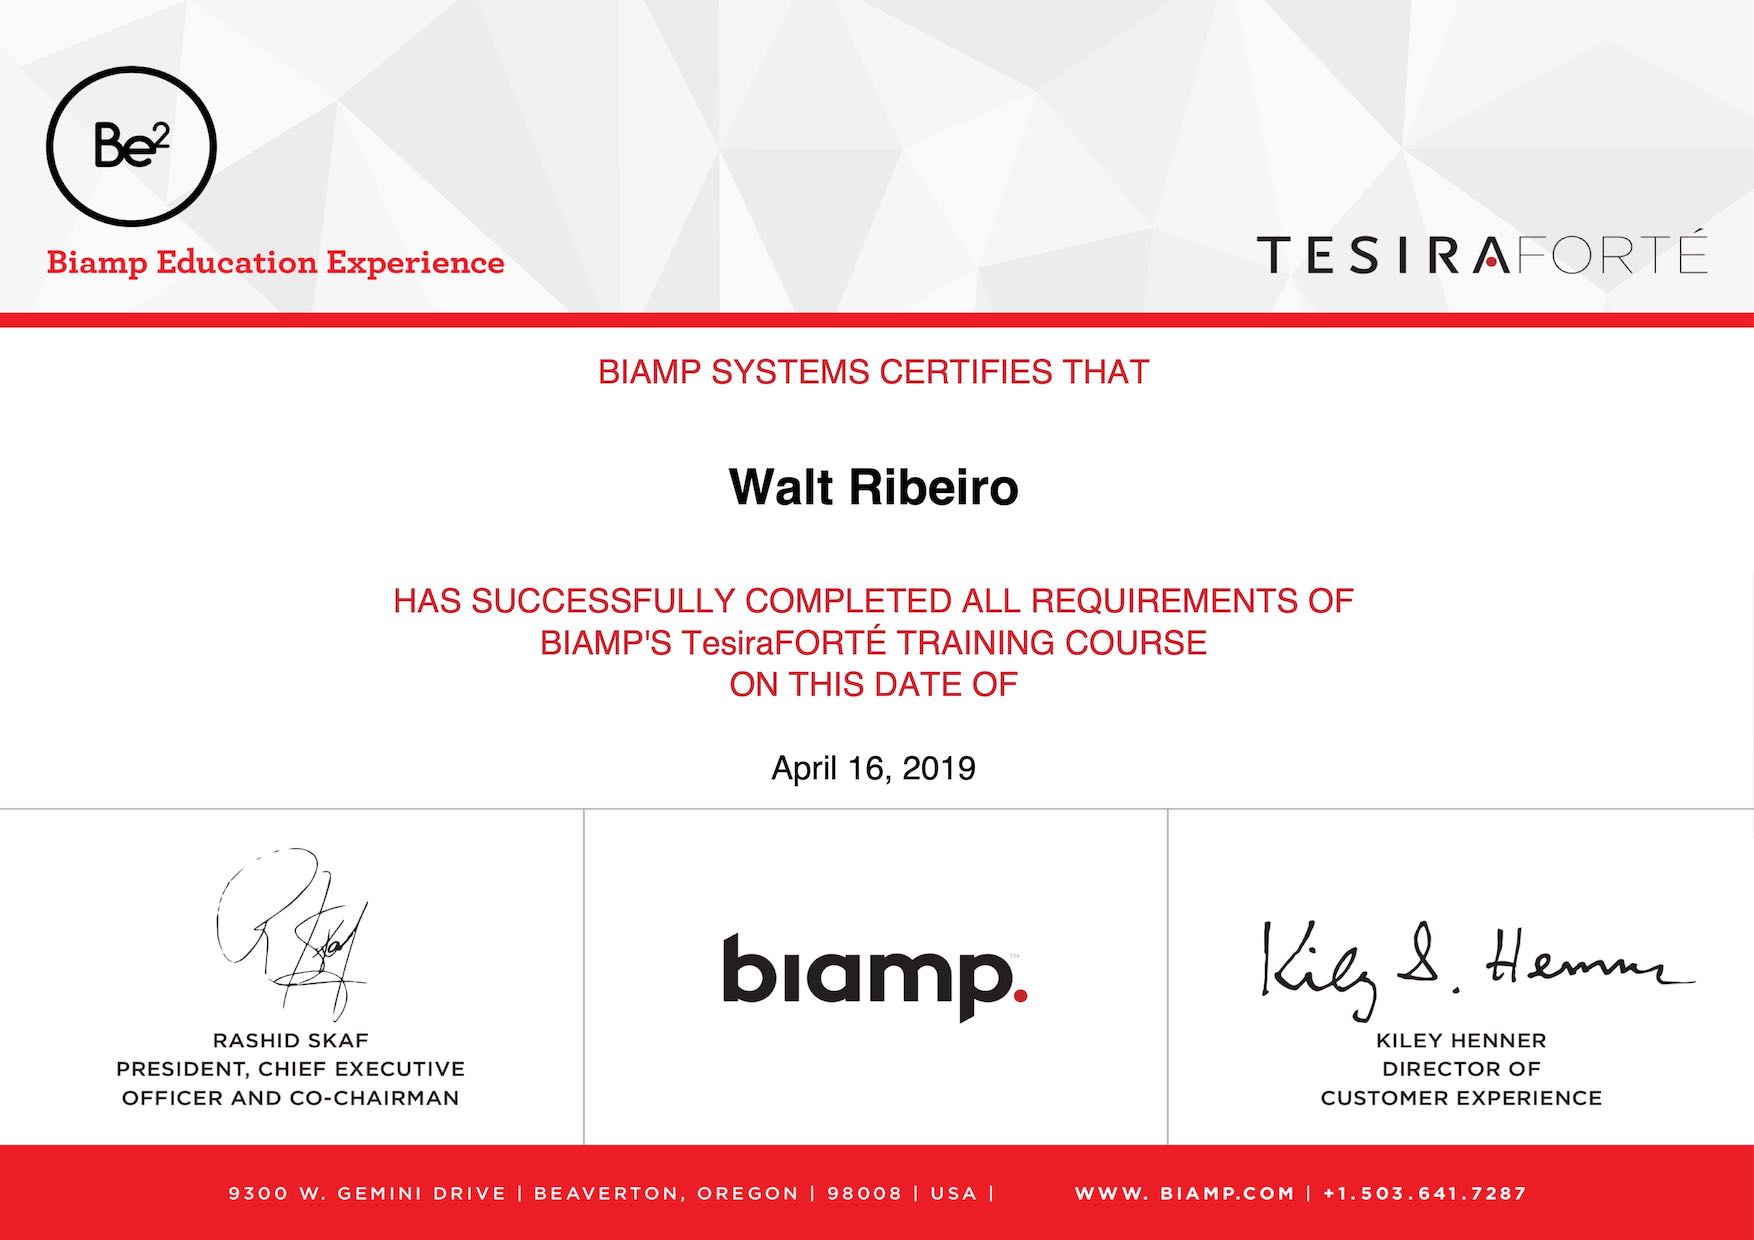 Be²
Biamp Education Experience
TESIRAFORTÉ
BIAMP SYSTEMS CERTIFIES THAT
Walt Ribeiro
HAS SUCCESSFULLY COMPLETED ALL REQUIREMENTS OF
BIAMP'S TesiraFORTÉ TRAINING COURSE
ON THIS DATE OF
April 16, 2019
RASHID SKAF
PRESIDENT, CHIEF EXECUTIVE
OFFICER AND CO-CHAIRMAN
biamp.™
Kiley S. Henner
KILEY HENNER
DIRECTOR OF
CUSTOMER EXPERIENCE
9300 W. GEMINI DRIVE | BEAVERTON, OREGON | 98008 | USA |
WWW. BIAMP.COM | +1.503.641.7287